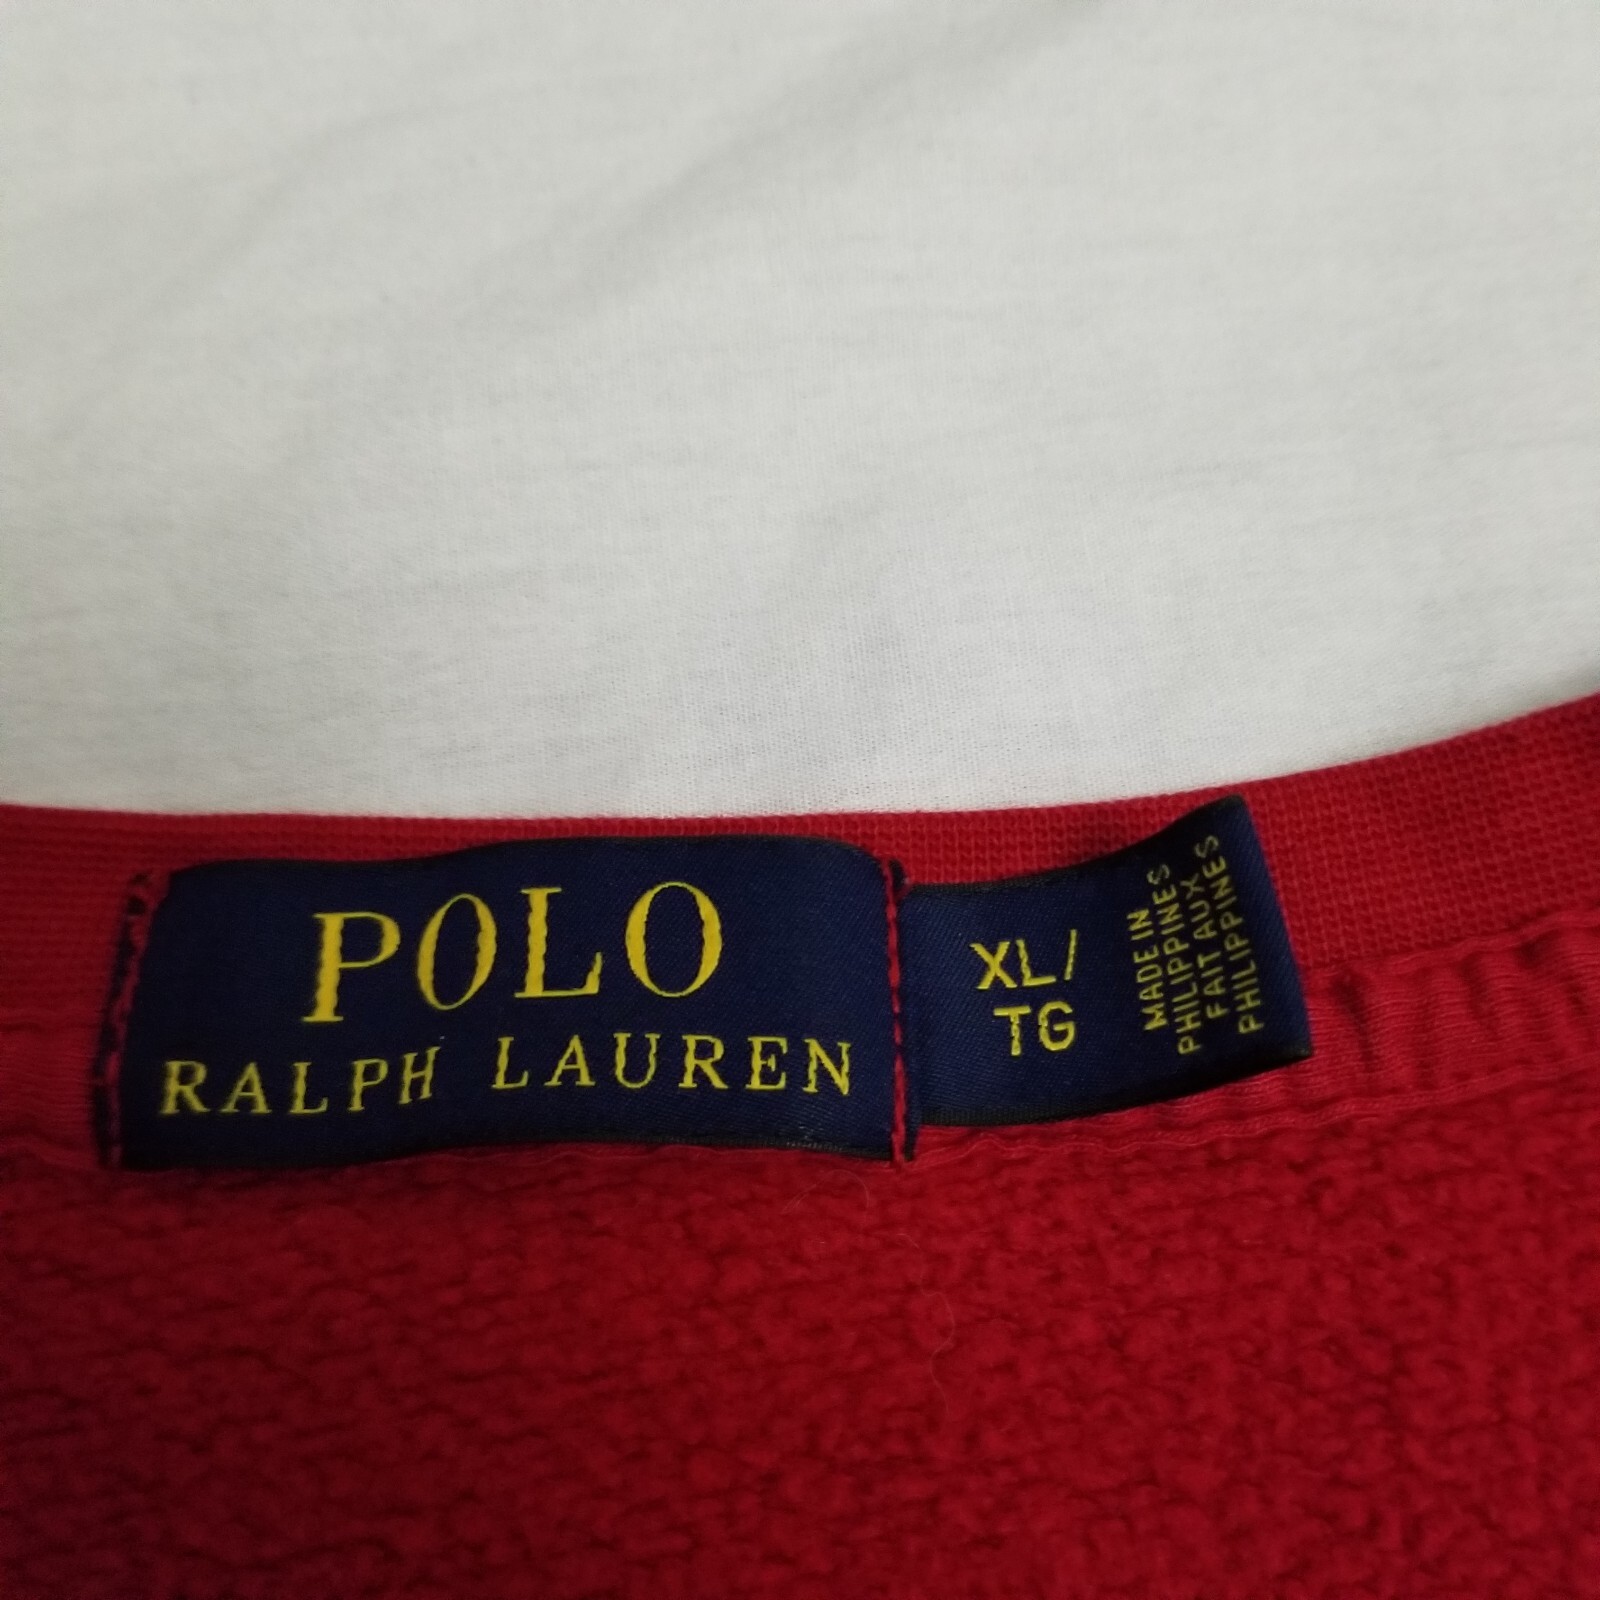 POLO
RALPH LAUREN
XL/
TG
MADE IN
PHILIPPINES
FAIT AUX
PHILIPPINES